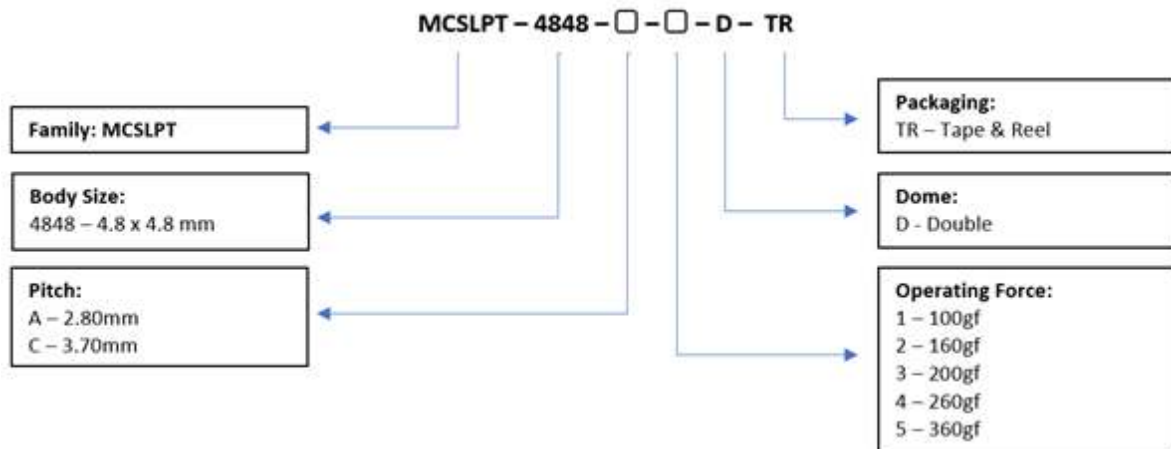 MCSLPT – 4848 – ▢ – ▢ – D – TR
Family: MCSLPT
Body Size:
4848 – 4.8 x 4.8 mm
Pitch:
A – 2.80mm
C – 3.70mm
Packaging:
TR – Tape & Reel
Dome:
D - Double
Operating Force:
1 – 100gf
2 – 160gf
3 – 200gf
4 – 260gf
5 – 360gf